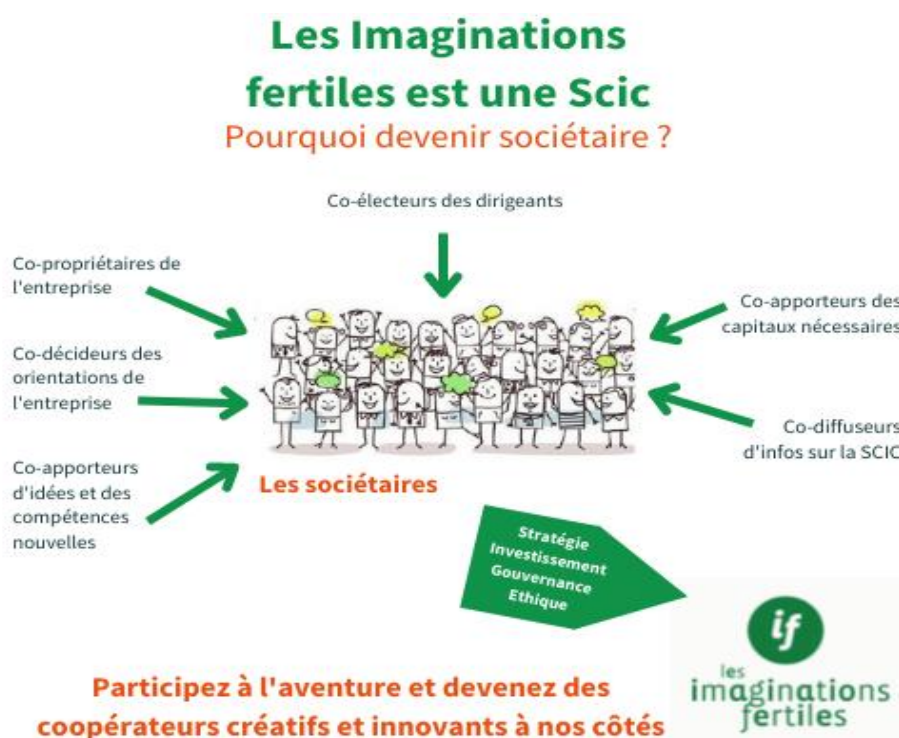 Les Imaginations
fertiles est une Scic
Pourquoi devenir sociétaire ?
Co-électeurs des dirigeants
Co-propriétaires de
l'entreprise
Co-décideurs des
orientations de
l'entreprise
Co-apporteurs
d'idées et des
compétences
nouvelles
Co-apporteurs des
capitaux nécessaires
Co-diffuseurs
d'infos sur la SCIC
Les sociétaires
Stratégie
Investissement
Gouvernance
Ethique
Participez à l'aventure et devenez des
coopérateurs créatifs et innovants à nos côtés
if
les
imaginations
fertiles